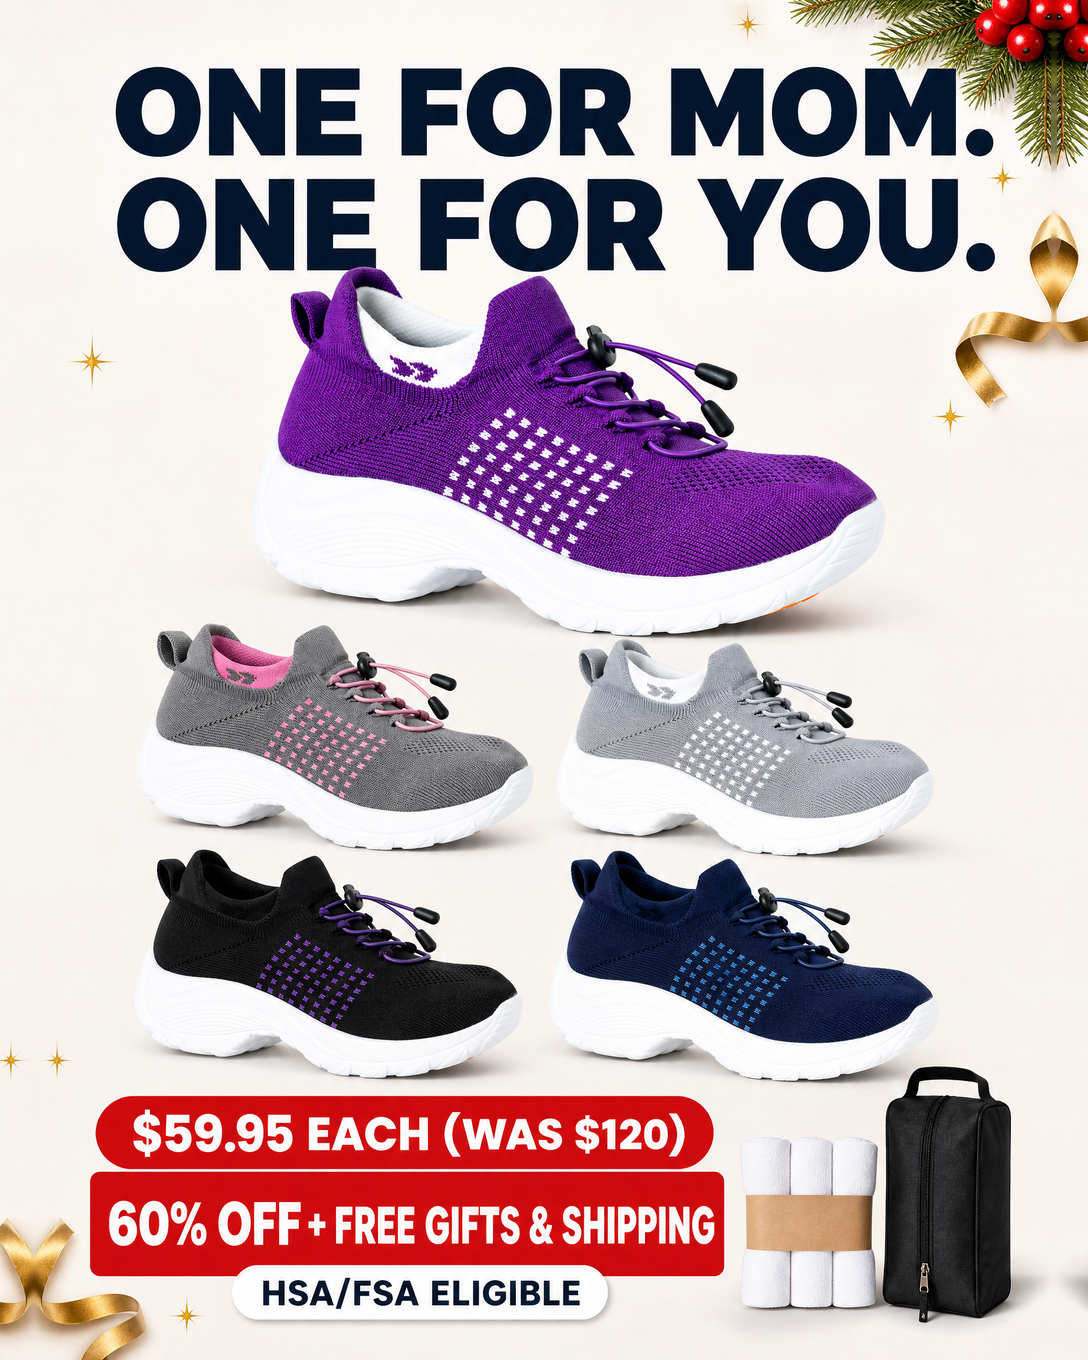 ONE FOR MOM.
ONE FOR YOU.
$59.95 EACH (WAS $120)
60% OFF + FREE GIFTS & SHIPPING
HSA/FSA ELIGIBLE